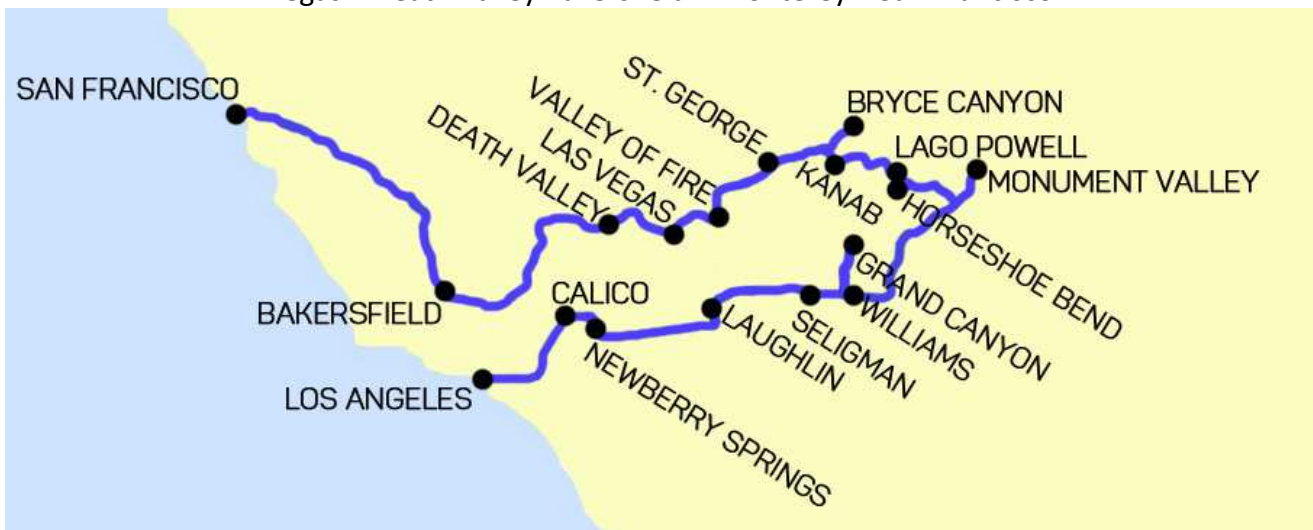 SAN FRANCISCO
ST. GEORGE
VALLEY OF FIRE
BRYCE CANYON
DEATH VALLEY
LAS VEGAS
LAGO POWELL
KANAB
MONUMENT VALLEY
HORSESHOE BEND
GRAND CANYON
BAKERSFIELD
CALICO
WILLIAMS
SELIGMAN
LAUGHLIN
LOS ANGELES
NEWBERRY SPRINGS